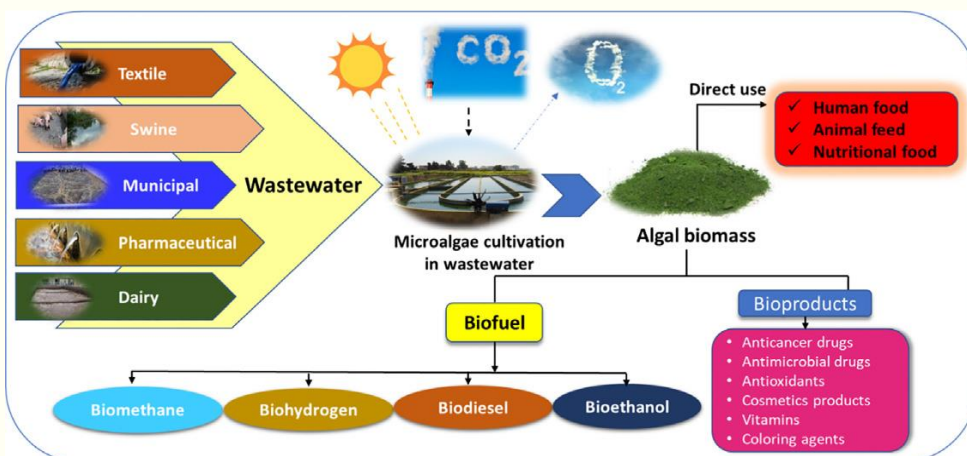 Textile
Swine
Municipal
Pharmaceutical
Dairy
Wastewater
CO2
O2
Microalgae cultivation
in wastewater
Algal biomass
Direct use
✓ Human food
✓ Animal feed
✓ Nutritional food
Biofuel
Biomethane
Biohydrogen
Biodiesel
Bioethanol
Bioproducts
• Anticancer drugs
• Antimicrobial drugs
• Antioxidants
• Cosmetics products
• Vitamins
• Coloring agents